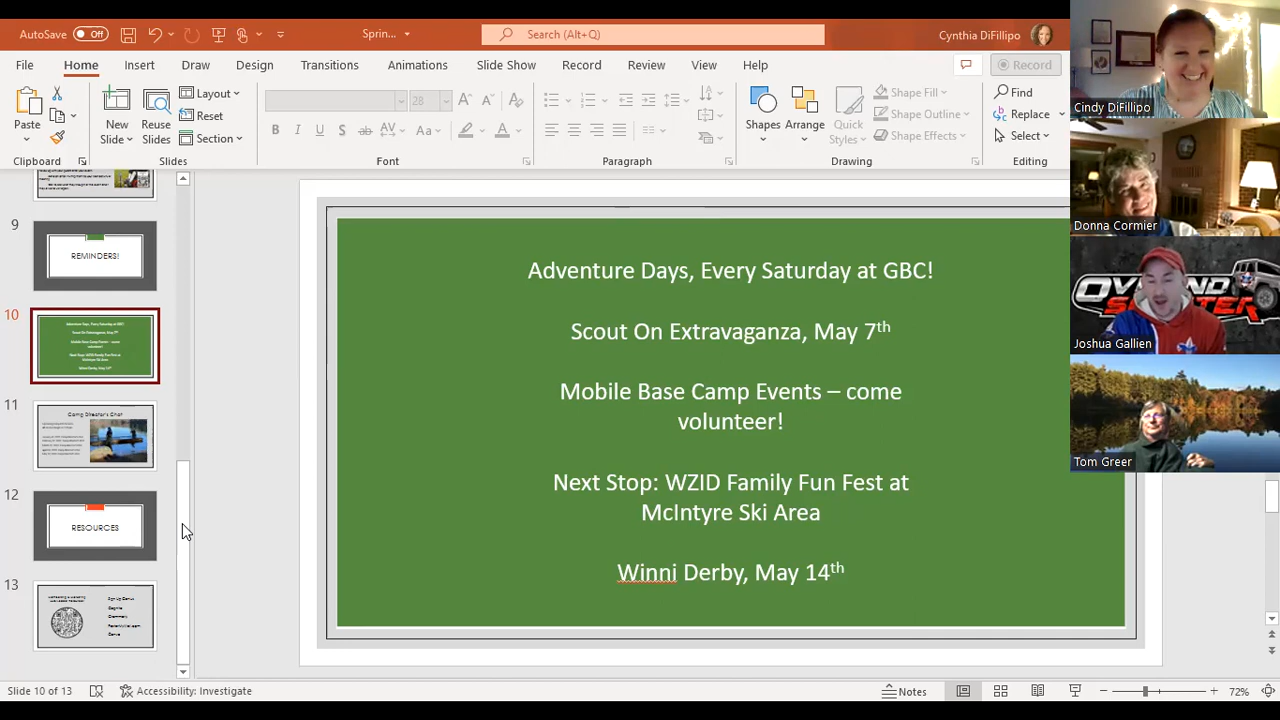 AutoSave Off Sprin... Search (Alt+Q) Cynthia DiFillipo
File Home Insert Draw Design Transitions Animations Slide Show Record Review View Help Record
Paste New Slide Reuse Slides Layout Reset Section 28 Shapes Arrange Quick Styles Shape Fill Shape Outline Shape Effects Find Replace Select
Clipboard Slides Font Paragraph Drawing Editing
9
REMINDERS!
10
11
Camp Director's Chat
12
RESOURCES
13
Adventure Days, Every Saturday at GBC!
Scout On Extravaganza, May 7th
Mobile Base Camp Events – come
volunteer!
Next Stop: WZID Family Fun Fest at
McIntyre Ski Area
Winni Derby, May 14th
Cindy DiFillipo
Donna Cormier
Joshua Gallien
Tom Greer
Slide 10 of 13 Accessibility: Investigate Notes 72%